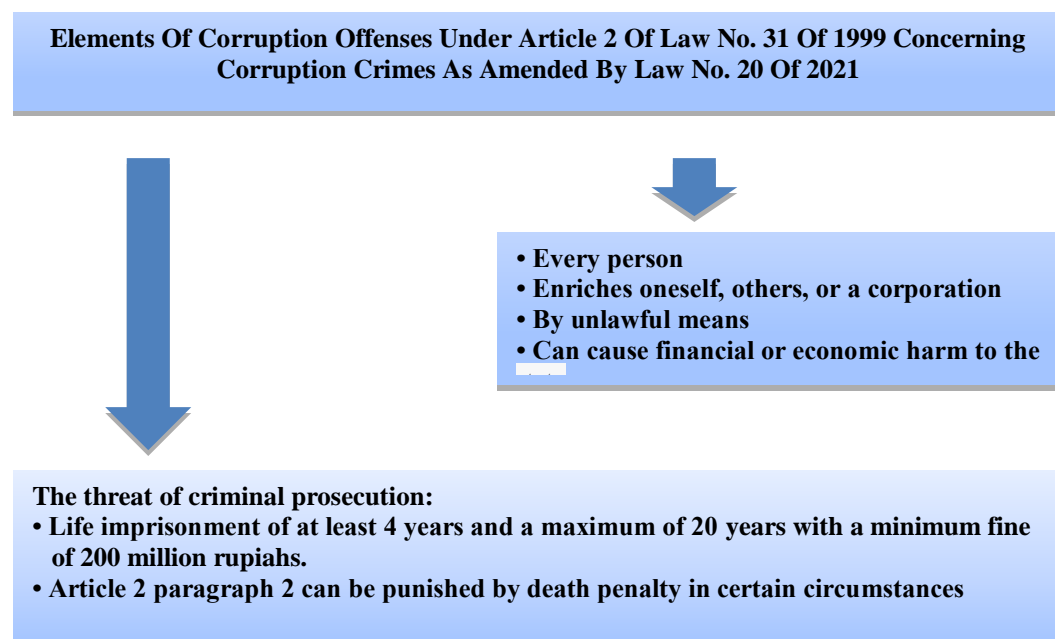 Elements Of Corruption Offenses Under Article 2 Of Law No. 31 Of 1999 Concerning
Corruption Crimes As Amended By Law No. 20 Of 2021
• Every person
• Enriches oneself, others, or a corporation
• By unlawful means
• Can cause financial or economic harm to the
The threat of criminal prosecution:
• Life imprisonment of at least 4 years and a maximum of 20 years with a minimum fine
of 200 million rupiahs.
• Article 2 paragraph 2 can be punished by death penalty in certain circumstances